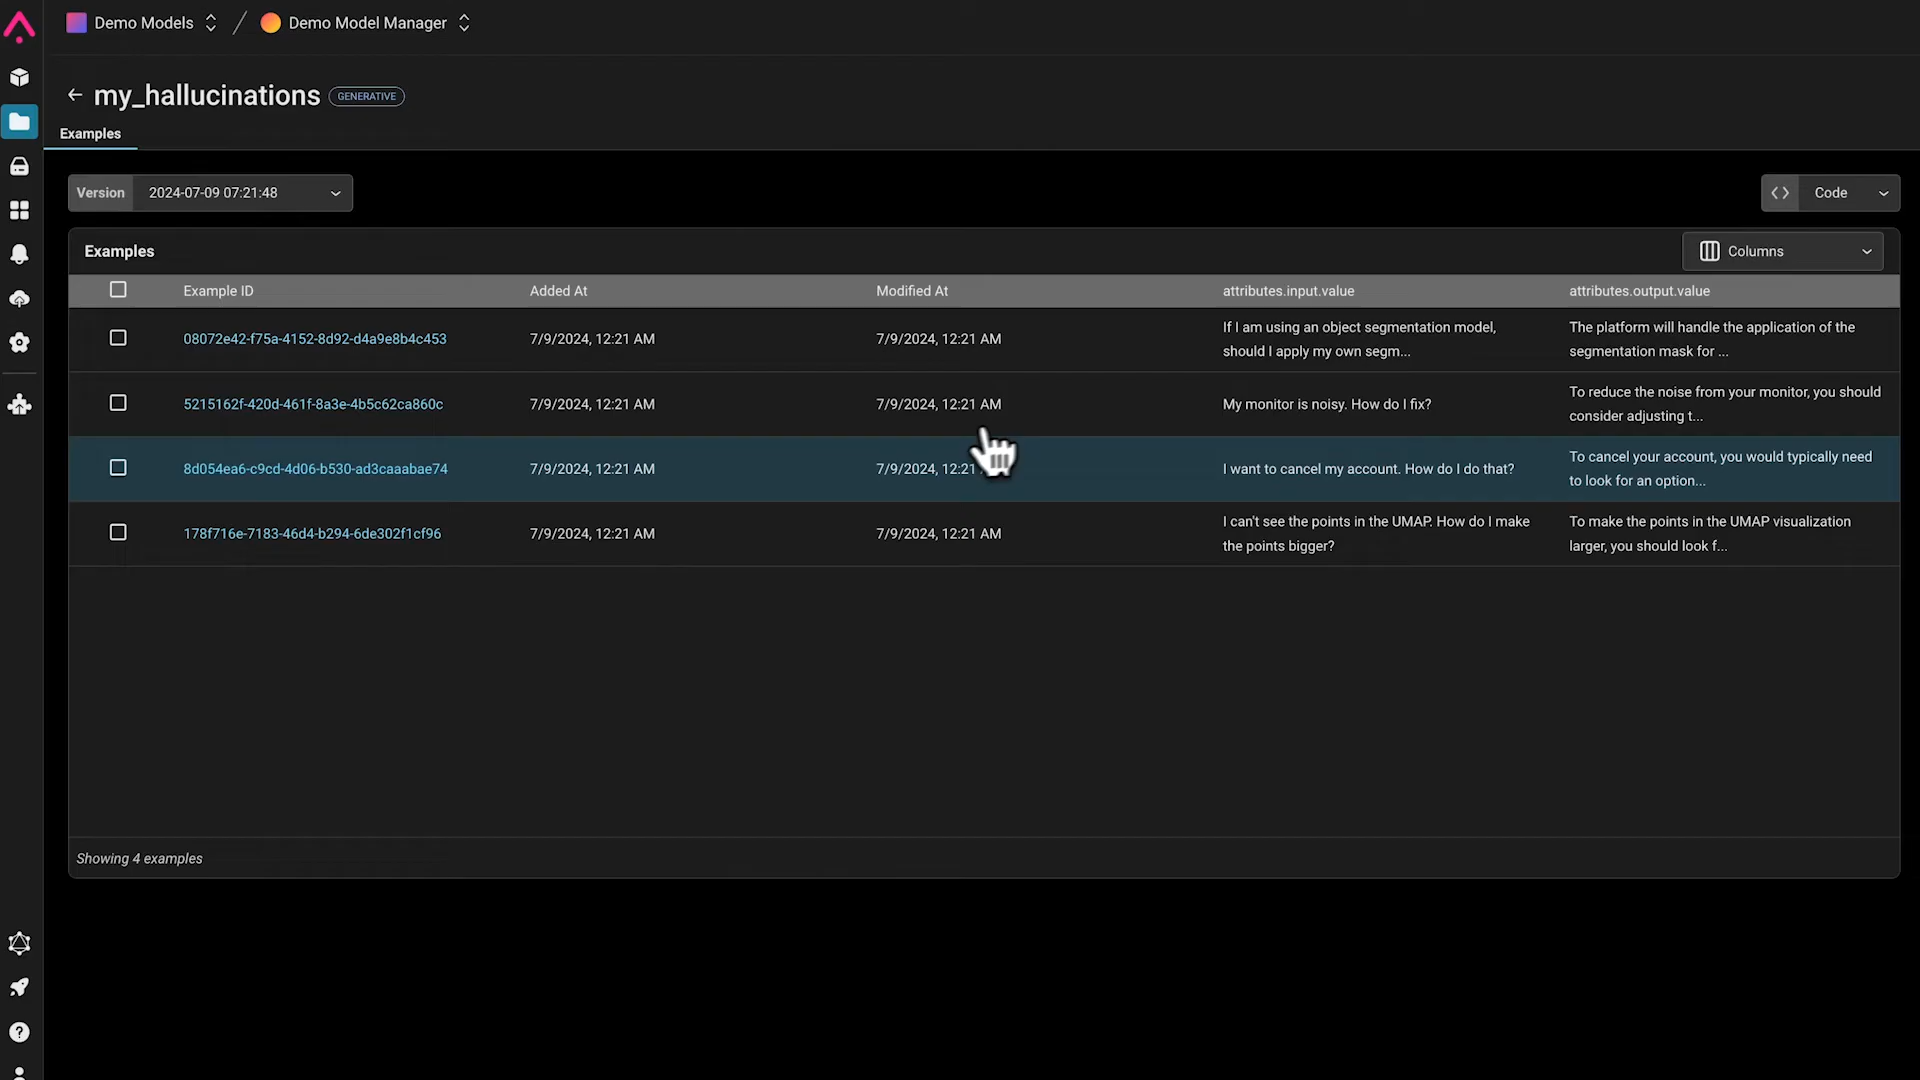 Demo Models / Demo Model Manager
my_hallucinations GENERATIVE
Examples
Version 2024-07-09 07:21:48
<> Code
Examples
Columns
Example ID Added At Modified At attributes.input.value attributes.output.value
08072e42-f75a-4152-8d92-d4a9e8b4c453 7/9/2024, 12:21 AM 7/9/2024, 12:21 AM
If I am using an object segmentation model,
should I apply my own segm...
The platform will handle the application of the
segmentation mask for ...
5215162f-420d-461f-8a3e-4b5c62ca860c 7/9/2024, 12:21 AM 7/9/2024, 12:21 AM My monitor is noisy. How do I fix?
To reduce the noise from your monitor, you should
consider adjusting t...
8d054ea6-c9cd-4d06-b530-ad3caaabae74 7/9/2024, 12:21 AM 7/9/2024, 12:21 I want to cancel my account. How do I do that?
To cancel your account, you would typically need
to look for an option...
178f716e-7183-46d4-b294-6de302f1cf96 7/9/2024, 12:21 AM 7/9/2024, 12:21 AM
I can't see the points in the UMAP. How do I make
the points bigger?
To make the points in the UMAP visualization
larger, you should look f...
Showing 4 examples